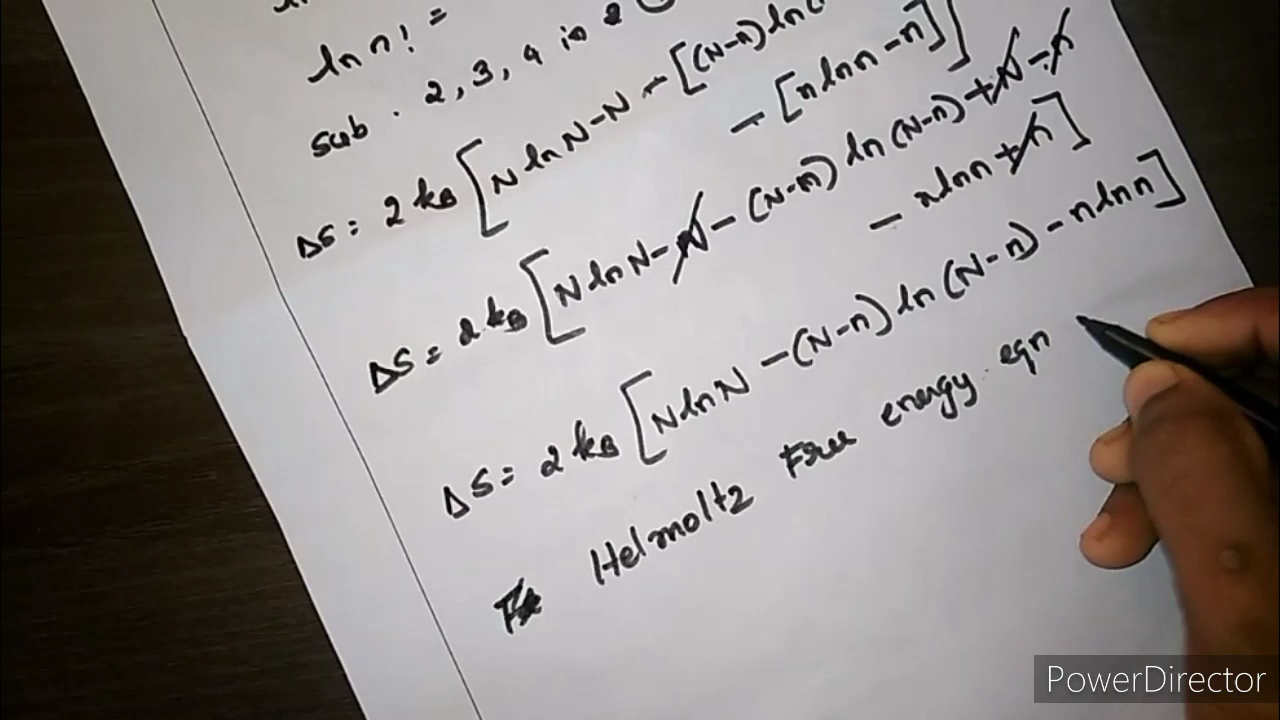 ln n! =
sub. 2, 3, 4 in
ΔS = 2 kB [N ln N - N - [(N-n) ln (
- [n ln n - n]]
ΔS = 2 kB [N ln N - N - (N-n) ln (N-n) + N - n
- n ln n + n]
ΔS = 2 kB [N ln N - (N-n) ln (N-n) - n ln n]
Helmoltz Free energy eqn
PowerDirector